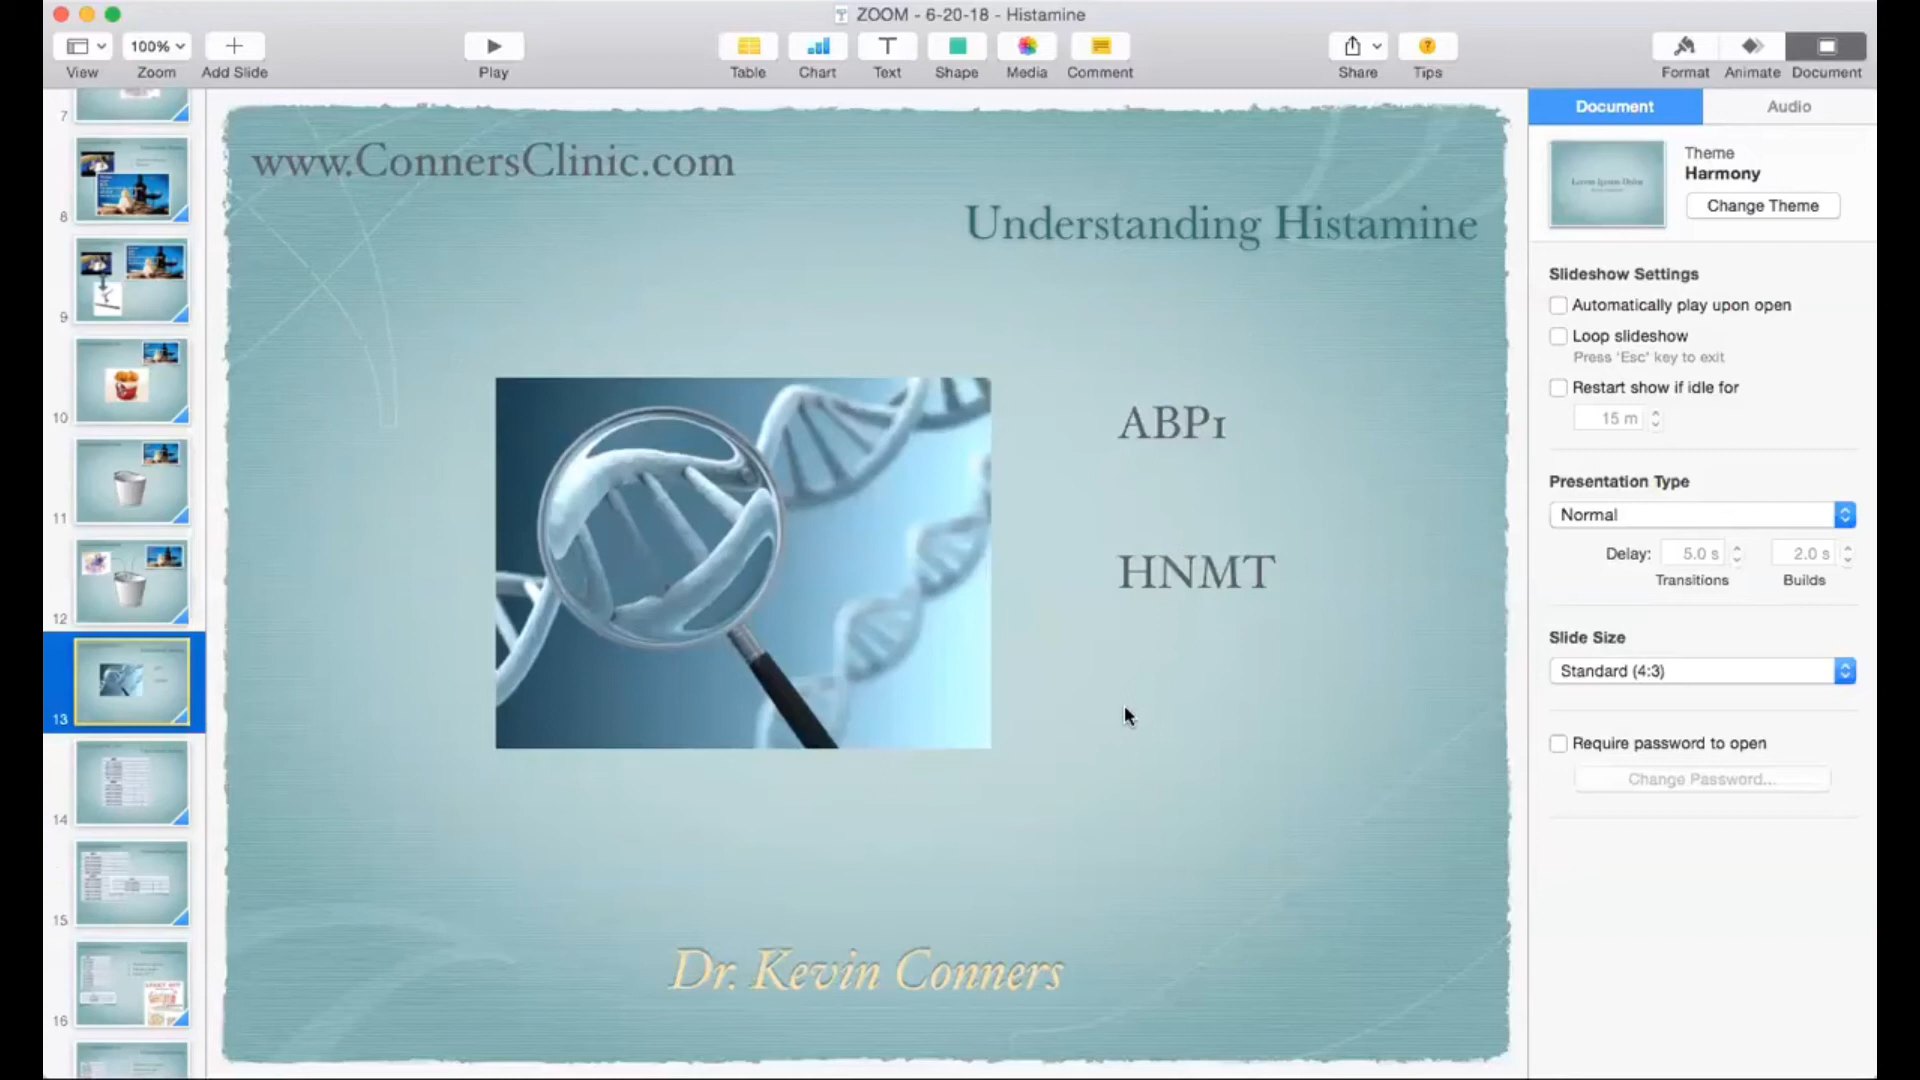 ZOOM - 6-20-18 - Histamine
100%
View
Zoom
Add Slide
Play
Table
Chart
Text
Shape
Media
Comment
Share
Tips
Format
Animate
Document
Document
Audio
Theme
Harmony
Change Theme
Slideshow Settings
Automatically play upon open
Loop slideshow
Press 'Esc' key to exit
Restart show if idle for
15 m
Presentation Type
Normal
Delay: 5.0 s 2.0 s
Transitions Builds
Slide Size
Standard (4:3)
Require password to open
Change Password...
7
8
9
10
11
12
13
14
15
16
www.ConnersClinic.com
Understanding Histamine
ABP1
HNMT
Dr. Kevin Conners